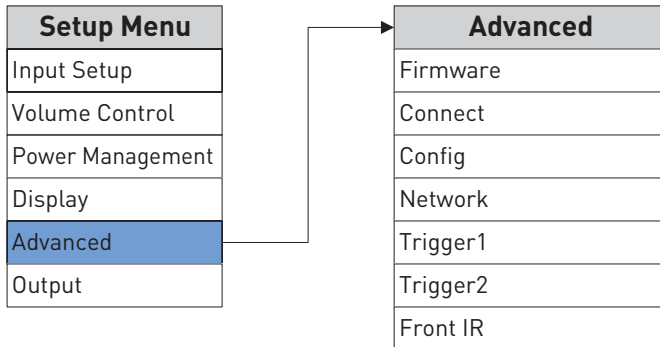 Setup Menu
Input Setup
Volume Control
Power Management
Display
Advanced
Output
Advanced
Firmware
Connect
Config
Network
Trigger1
Trigger2
Front IR